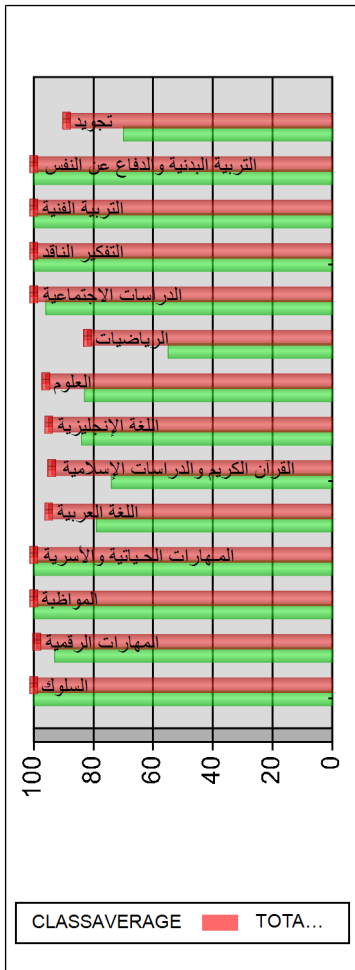 تجويد
التربية البدنية والدفاع عن النفس
التربية الفنية
التفكير الناقد
الدراسات الاجتماعية
الرياضيات
العلوم
اللغة الإنجليزية
القرآن الكريم والدراسات الإسلامية
اللغة العربية
المهارات الحياتية والأسرية
المواظبة
المهارات الرقمية
السلوك
100 80 60 40 20 0
CLASSAVERAGE TOTA...